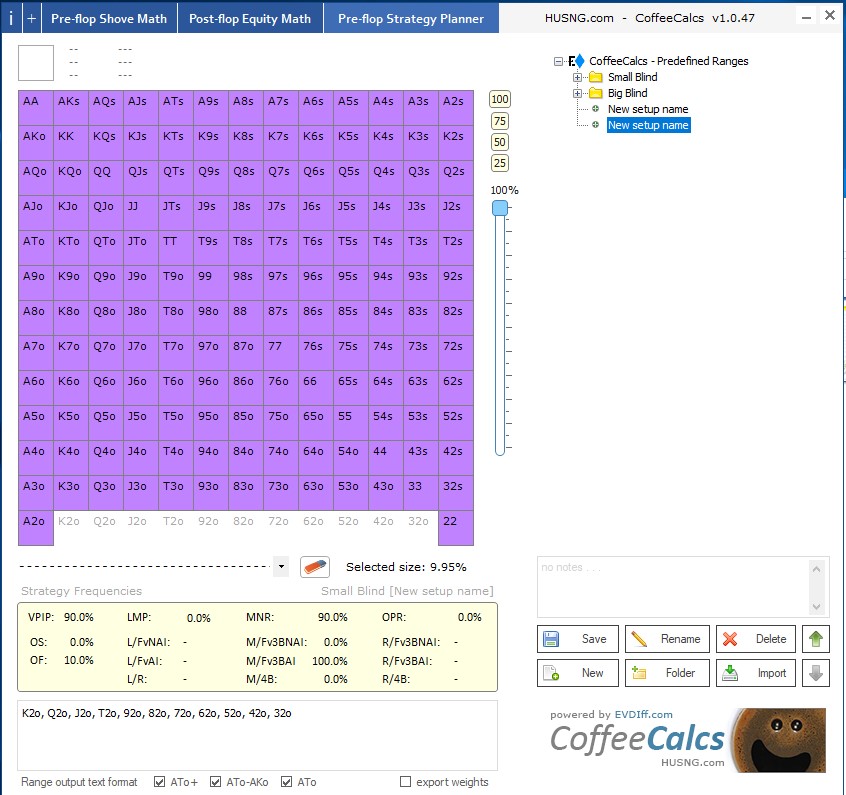 i + Pre-flop Shove Math Post-flop Equity Math Pre-flop Strategy Planner HUSNG.com - CoffeeCalcs v1.0.47
-- ---
-- ---
-- ---
AA AKs AQs AJs ATs A9s A8s A7s A6s A5s A4s A3s A2s
AKo KK KQs KJs KTs K9s K8s K7s K6s K5s K4s K3s K2s
AQo KQo QQ QJs QTs Q9s Q8s Q7s Q6s Q5s Q4s Q3s Q2s
AJo KJo QJo JJ JTs J9s J8s J7s J6s J5s J4s J3s J2s
ATo KTo QTo JTo TT T9s T8s T7s T6s T5s T4s T3s T2s
A9o K9o Q9o J9o T9o 99 98s 97s 96s 95s 94s 93s 92s
A8o K8o Q8o J8o T8o 98o 88 87s 86s 85s 84s 83s 82s
A7o K7o Q7o J7o T7o 97o 87o 77 76s 75s 74s 73s 72s
A6o K6o Q6o J6o T6o 96o 86o 76o 66 65s 64s 63s 62s
A5o K5o Q5o J5o T5o 95o 85o 75o 65o 55 54s 53s 52s
A4o K4o Q4o J4o T4o 94o 84o 74o 64o 54o 44 43s 42s
A3o K3o Q3o J3o T3o 93o 83o 73o 63o 53o 43o 33 32s
A2o K2o Q2o J2o T2o 92o 82o 72o 62o 52o 42o 32o 22
100
75
50
25
100%
CoffeeCalcs - Predefined Ranges
Small Blind
Big Blind
New setup name
New setup name
Selected size: 9.95%
Strategy Frequencies Small Blind [New setup name]
VPIP: 90.0% LMP: 0.0% MNR: 90.0% OPR: 0.0%
OS: 0.0% L/FvNAI: - M/Fv3BNAI: 0.0% R/Fv3BNAI: -
OF: 10.0% L/FvAI: - M/Fv3BAI 100.0% R/Fv3BAI: -
L/R: - M/4B: 0.0% R/4B: -
K2o, Q2o, J2o, T2o, 92o, 82o, 72o, 62o, 52o, 42o, 32o
Range output text format ATo+ ATo-AKo ATo export weights
no notes . . .
Save Rename Delete
New Folder Import
powered by EVDIff.com
CoffeeCalcs
HUSNG.com